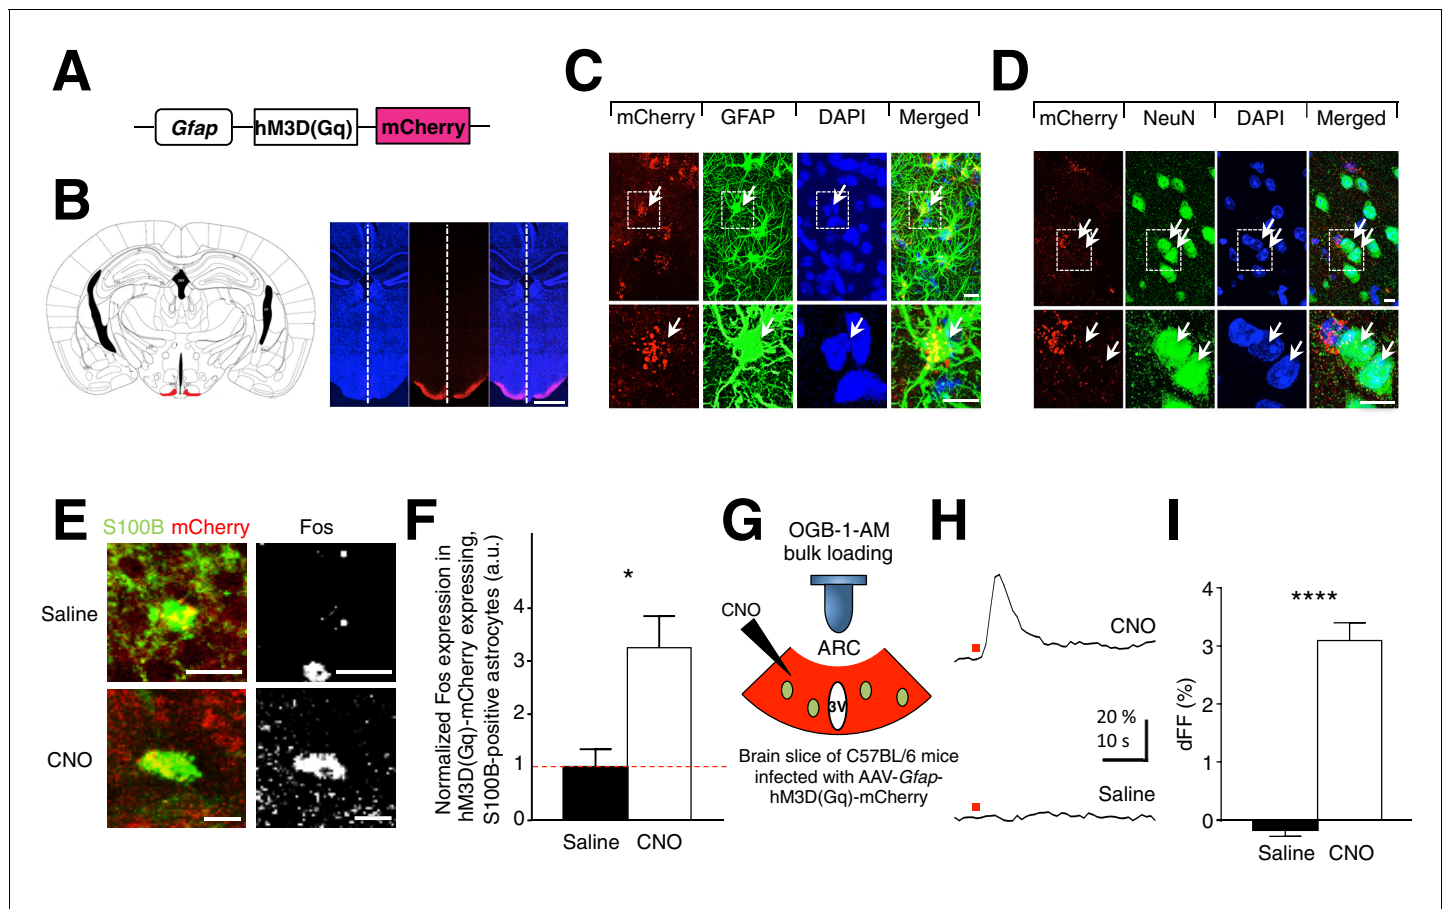 A
Gfap hM3D(Gq) mCherry
B
C
mCherry GFAP DAPI Merged
D
mCherry NeuN DAPI Merged
E
S100B mCherry Fos
Saline
CNO
F
Normalized Fos expression in
hM3D(Gq)-mCherry expressing,
S100B-positive astrocytes (a.u.)
*
4
3
2
1
0
Saline CNO
G
OGB-1-AM
bulk loading
CNO
ARC
3V
Brain slice of C57BL/6 mice
infected with AAV-Gfap-
hM3D(Gq)-mCherry
H
CNO
20 %
10 s
Saline
I
dFF (%)
****
4
3
2
1
0
Saline CNO